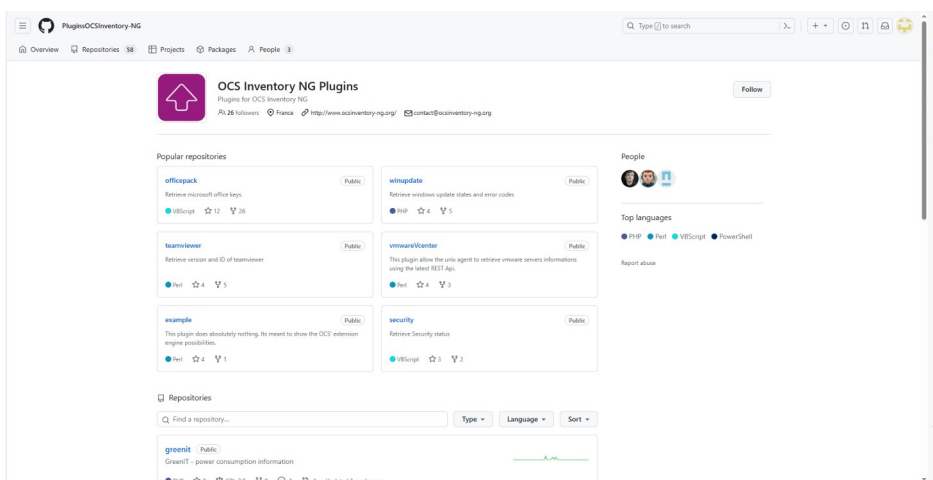 PluginsOCSInventory-NG
Type / to search
Overview Repositories 58 Projects Packages People 3
OCS Inventory NG Plugins
Follow
Plugins for OCS Inventory NG
26 followers France http://www.ocsinventory-ng.org/ contact@ocsinventory-ng.org
Popular repositories
People
officepack Public
Retrieve microsoft office keys
VBScript 12 26
winupdate Public
Retrieve windows update states and error codes
PHP 4 5
Top languages
PHP Perl VBScript PowerShell
Report abuse
teamviewer Public
Retrieve version and ID of teamviewer
Perl 4 5
vmwareVcenter Public
This plugin allow the unix agent to retrieve vmware servers informations
using the latest REST Api.
Perl 4 3
example Public
This plugin does absolutely nothing. Its meant to show the OCS' extension
engine possibilities.
Perl 4 1
security Public
Retrieve Security status
VBScript 3 2
Repositories
Find a repository...
Type Language Sort
greenit Public
GreenIT - power consumption information